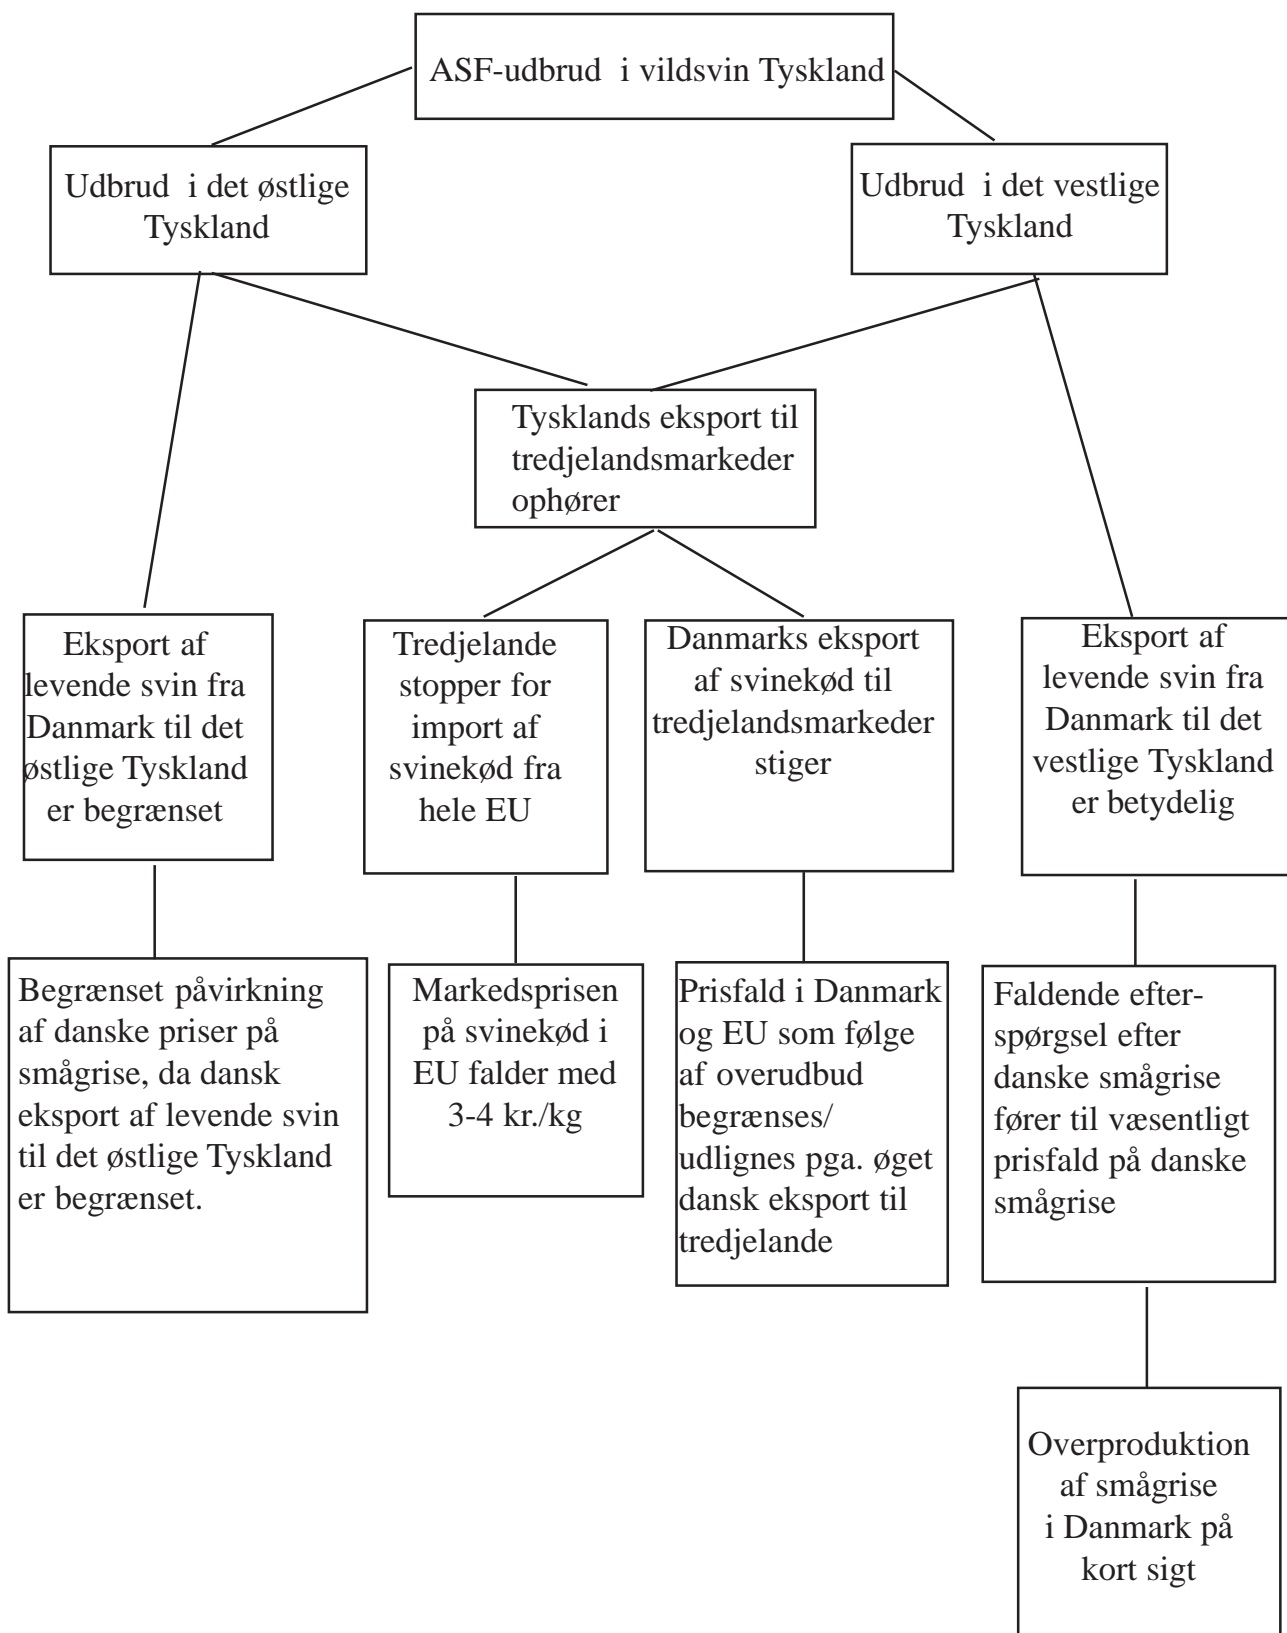 ASF-udbrud i vildsvin Tyskland
Udbrud i det østlige
Tyskland
Udbrud i det vestlige
Tyskland
Tysklands eksport til
tredjelandsmarkeder
ophører
Eksport af
levende svin fra
Danmark til det
østlige Tyskland
er begrænset
Tredjelande
stopper for
import af
svinekød fra
hele EU
Danmarks eksport
af svinekød til
tredjelandsmarkeder
stiger
Eksport af
levende svin fra
Danmark til det
vestlige Tyskland
er betydelig
Begrænset påvirkning
af danske priser på
smågrise, da dansk
eksport af levende svin
til det østlige Tyskland
er begrænset.
Markedsprisen
på svinekød i
EU falder med
3-4 kr./kg
Prisfald i Danmark
og EU som følge
af overudbud
begrænses/
udlignes pga. øget
dansk eksport til
tredjelande
Faldende efter-
spørgsel efter
danske smågrise
fører til væsentligt
prisfald på danske
smågrise
Overproduktion
af smågrise
i Danmark på
kort sigt